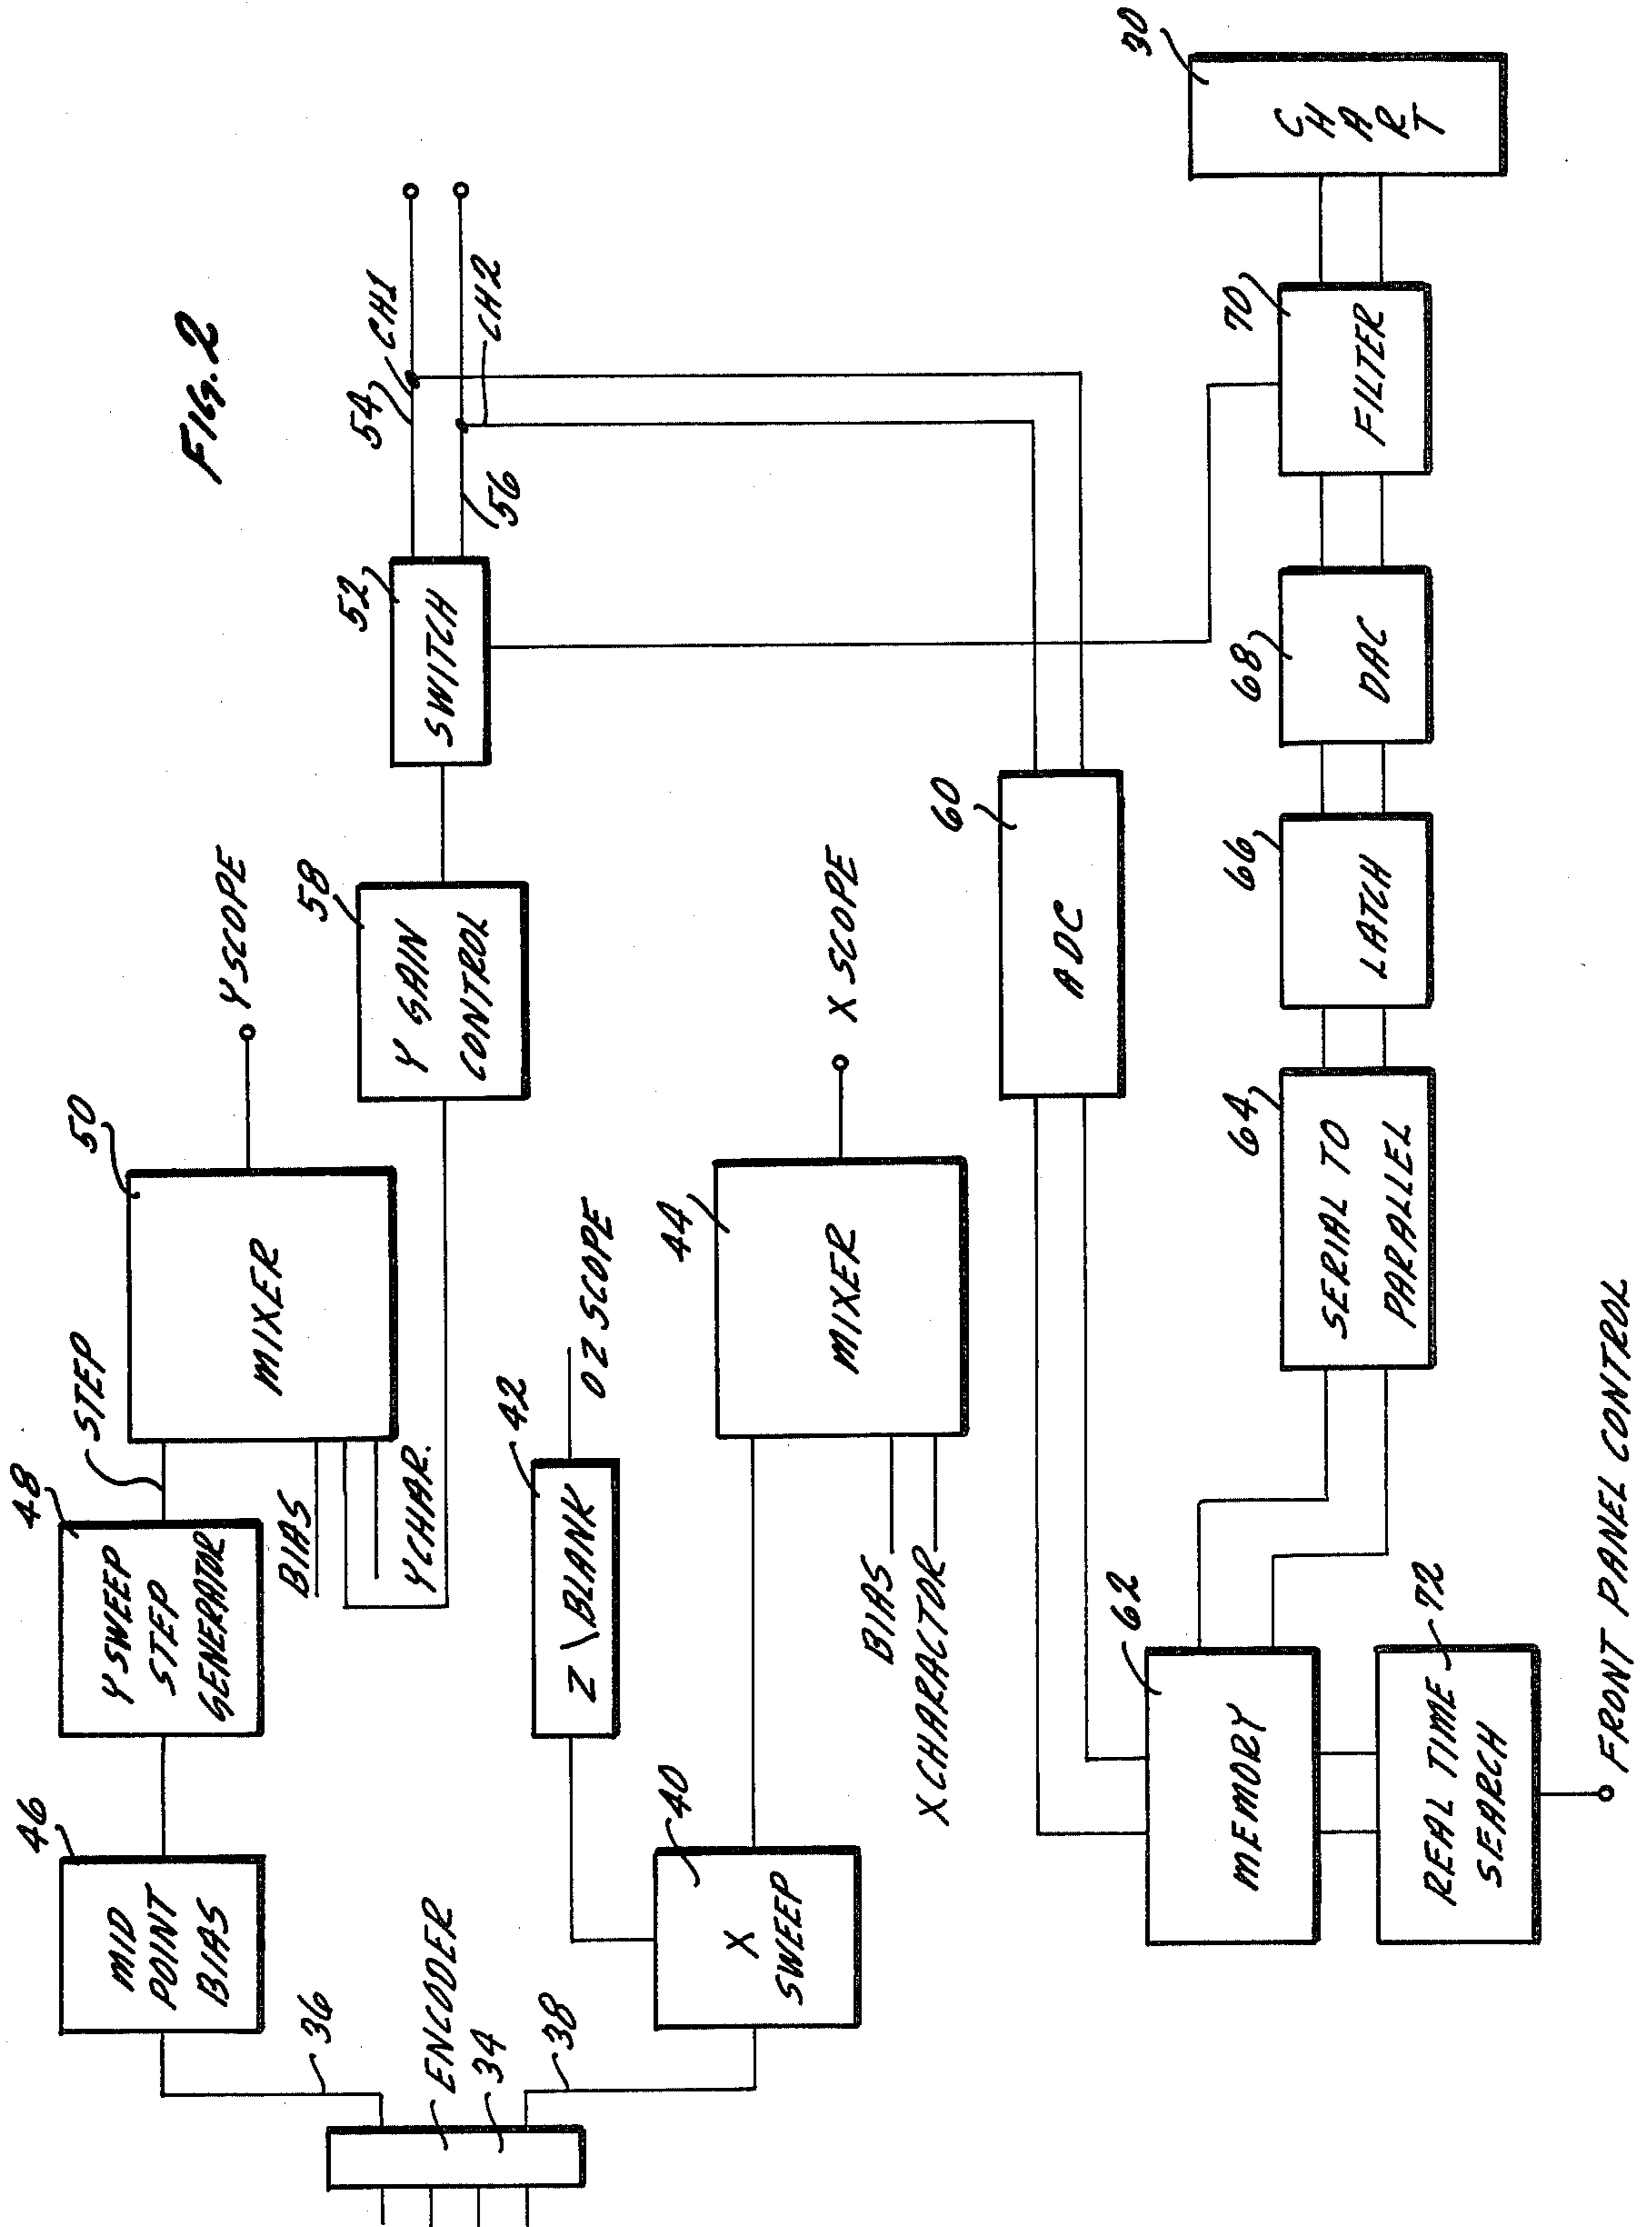 FIG. 2
46
MID
POINT
BIAS
48
Y SWEEP
STEP
GENERATOR
STEP
50
MIXER
Y SCOPE
BIAS
Y CHAR.
58
Y GAIN
CONTROL
52
SWITCH
54
CH1
56
CH2
36
ENCODER
34
38
42
Z \ BLANK
O Z SCOPE
40
X
SWEEP
44
MIXER
X SCOPE
BIAS
X CHARACTOR
60
ADC
62
MEMORY
72
REAL TIME
SEARCH
FRONT PANEL CONTROL
64
SERIAL TO
PARALLEL
66
LATCH
68
DAC
70
FILTER
30
CHART